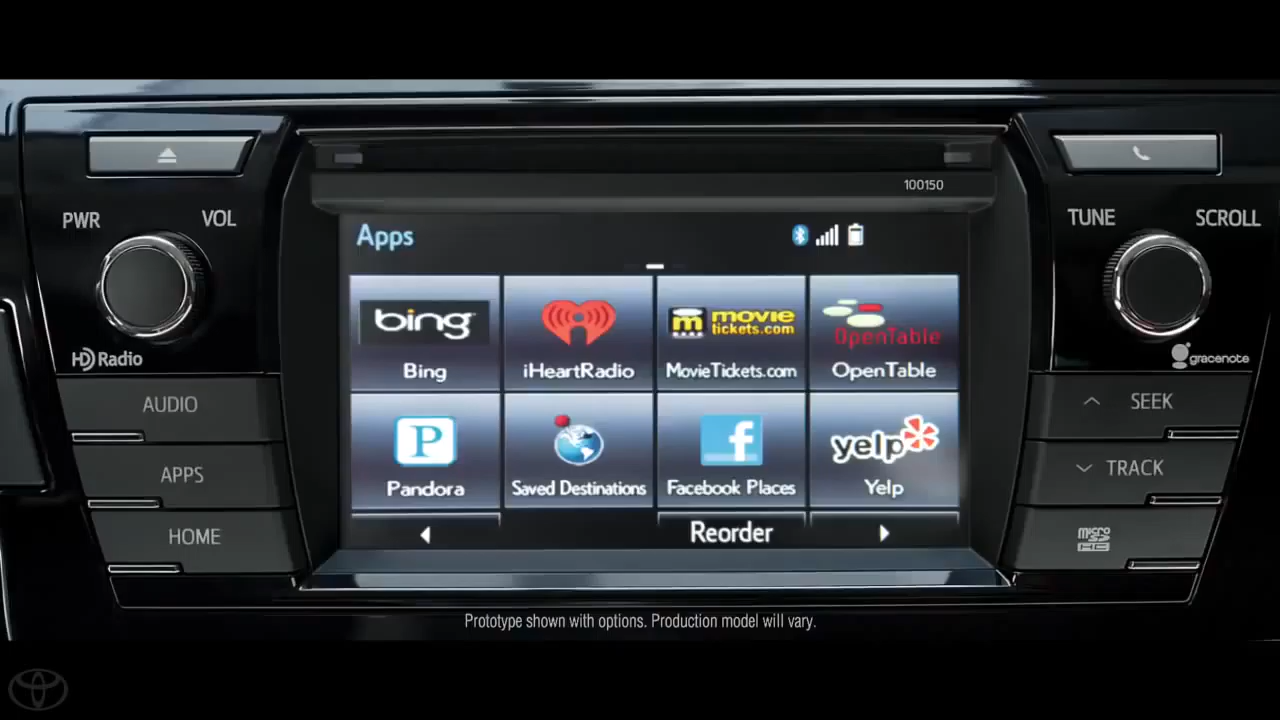 100150
PWR VOL
TUNE SCROLL
Apps
bing
movie
tickets.com
OpenTable
HD Radio
gracenote
Bing
iHeartRadio
MovieTickets.com
OpenTable
AUDIO
SEEK
P
f
yelp
APPS
TRACK
Pandora
Saved Destinations
Facebook Places
Yelp
HOME
Reorder
micro
SD
HC
Prototype shown with options. Production model will vary.